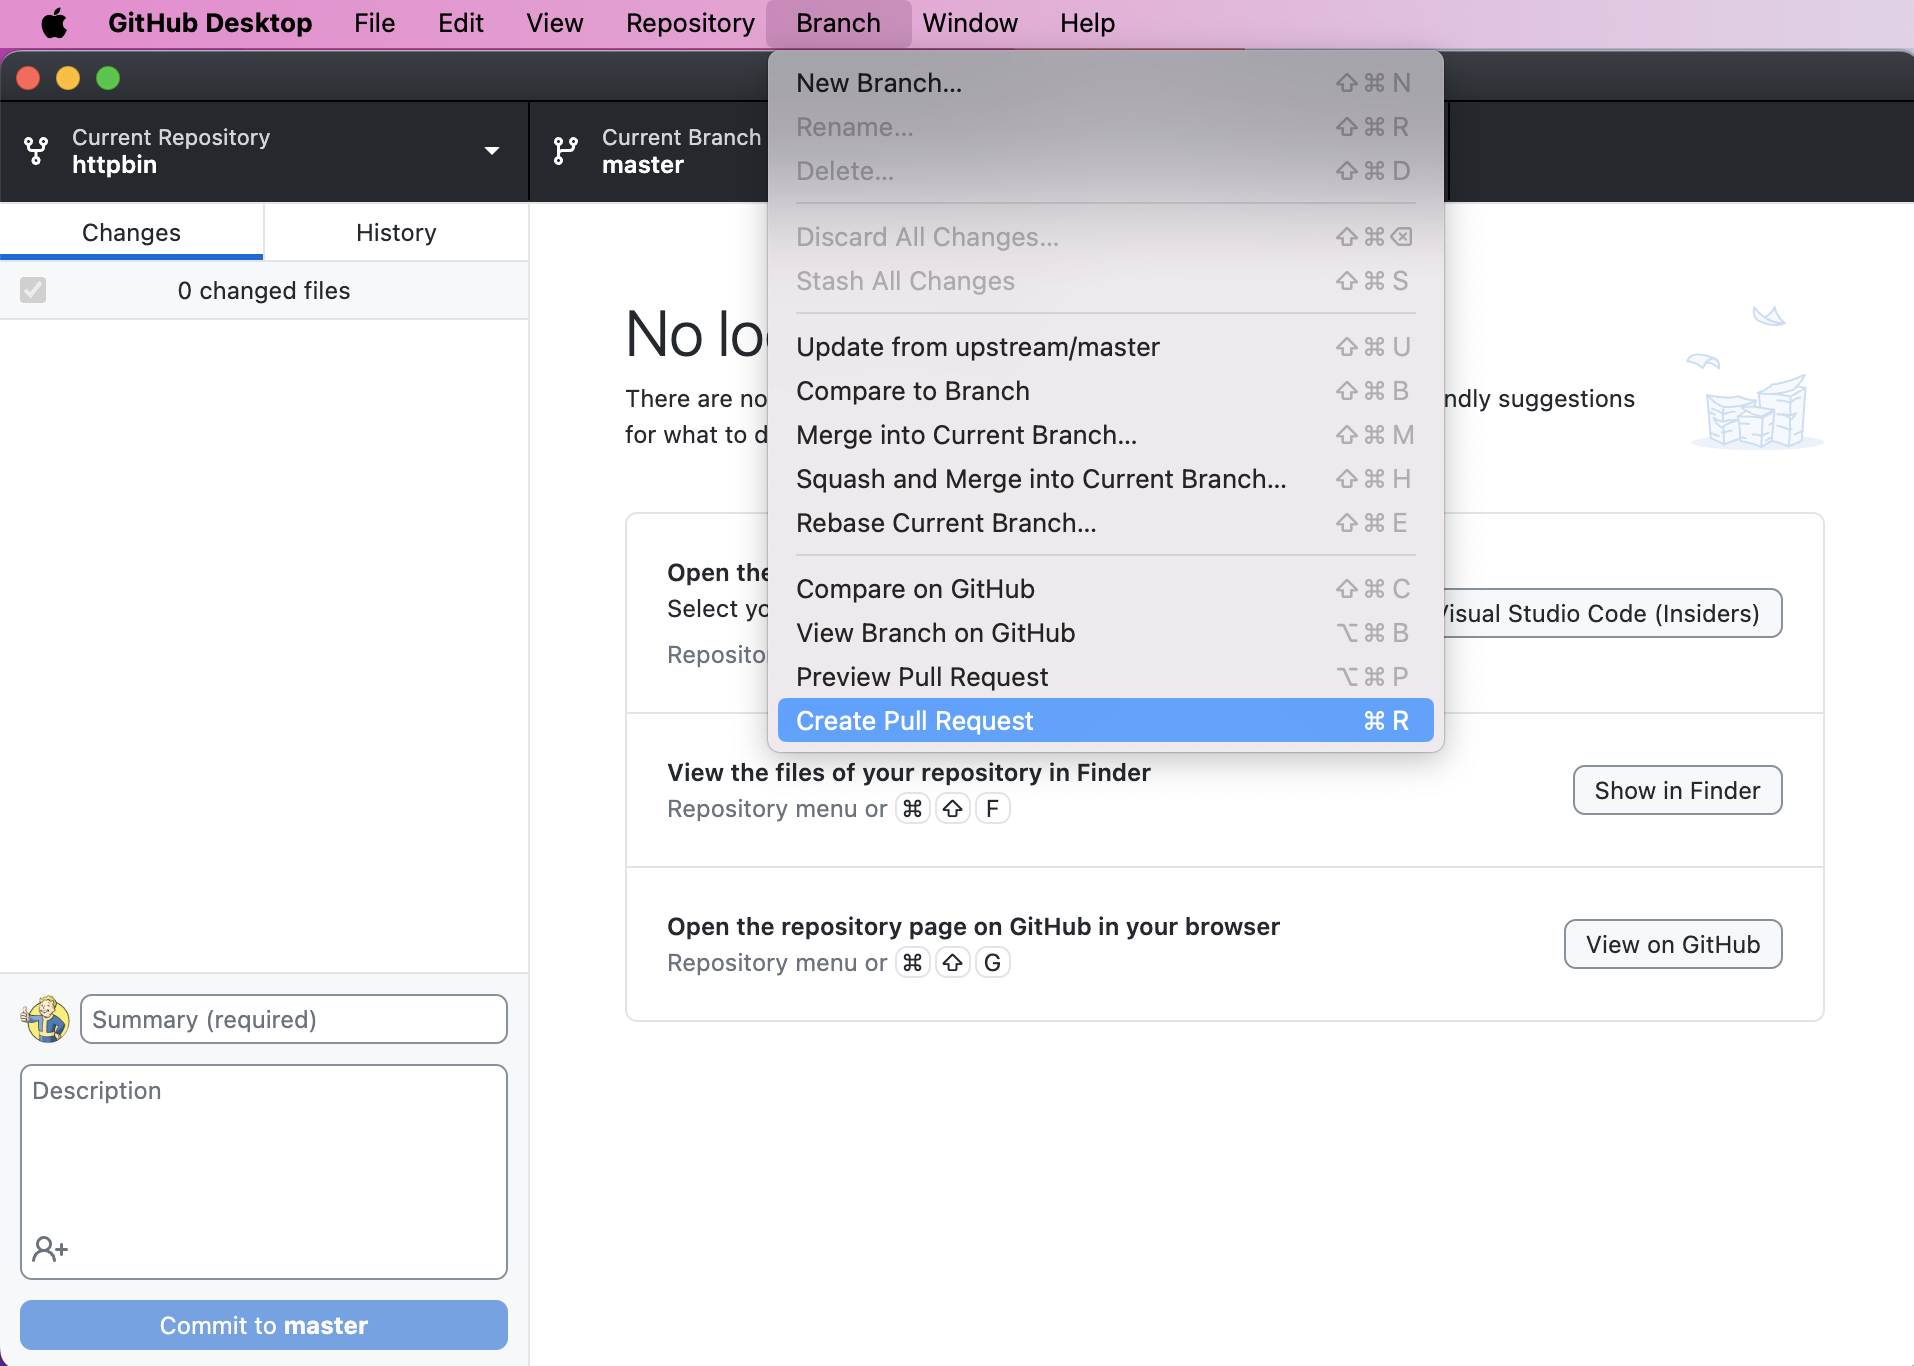 GitHub Desktop File Edit View Repository Branch Window Help
Current Repository
httpbin
Current Branch
master
Changes History
0 changed files
New Branch... ⇧⌘N
Rename... ⇧⌘R
Delete... ⇧⌘D
Discard All Changes... ⇧⌘⌫
Stash All Changes ⇧⌘S
Update from upstream/master ⇧⌘U
Compare to Branch ⇧⌘B
Merge into Current Branch... ⇧⌘M
Squash and Merge into Current Branch... ⇧⌘H
Rebase Current Branch... ⇧⌘E
Compare on GitHub ⇧⌘C
View Branch on GitHub ⌥⌘B
Preview Pull Request ⌥⌘P
Create Pull Request ⌘R
No lo
There are no ndly suggestions
for what to d
Open the
Select yo
Reposito
Visual Studio Code (Insiders)
View the files of your repository in Finder
Repository menu or ⌘ ⇧ F
Show in Finder
Open the repository page on GitHub in your browser
Repository menu or ⌘ ⇧ G
View on GitHub
Summary (required)
Description
Commit to master